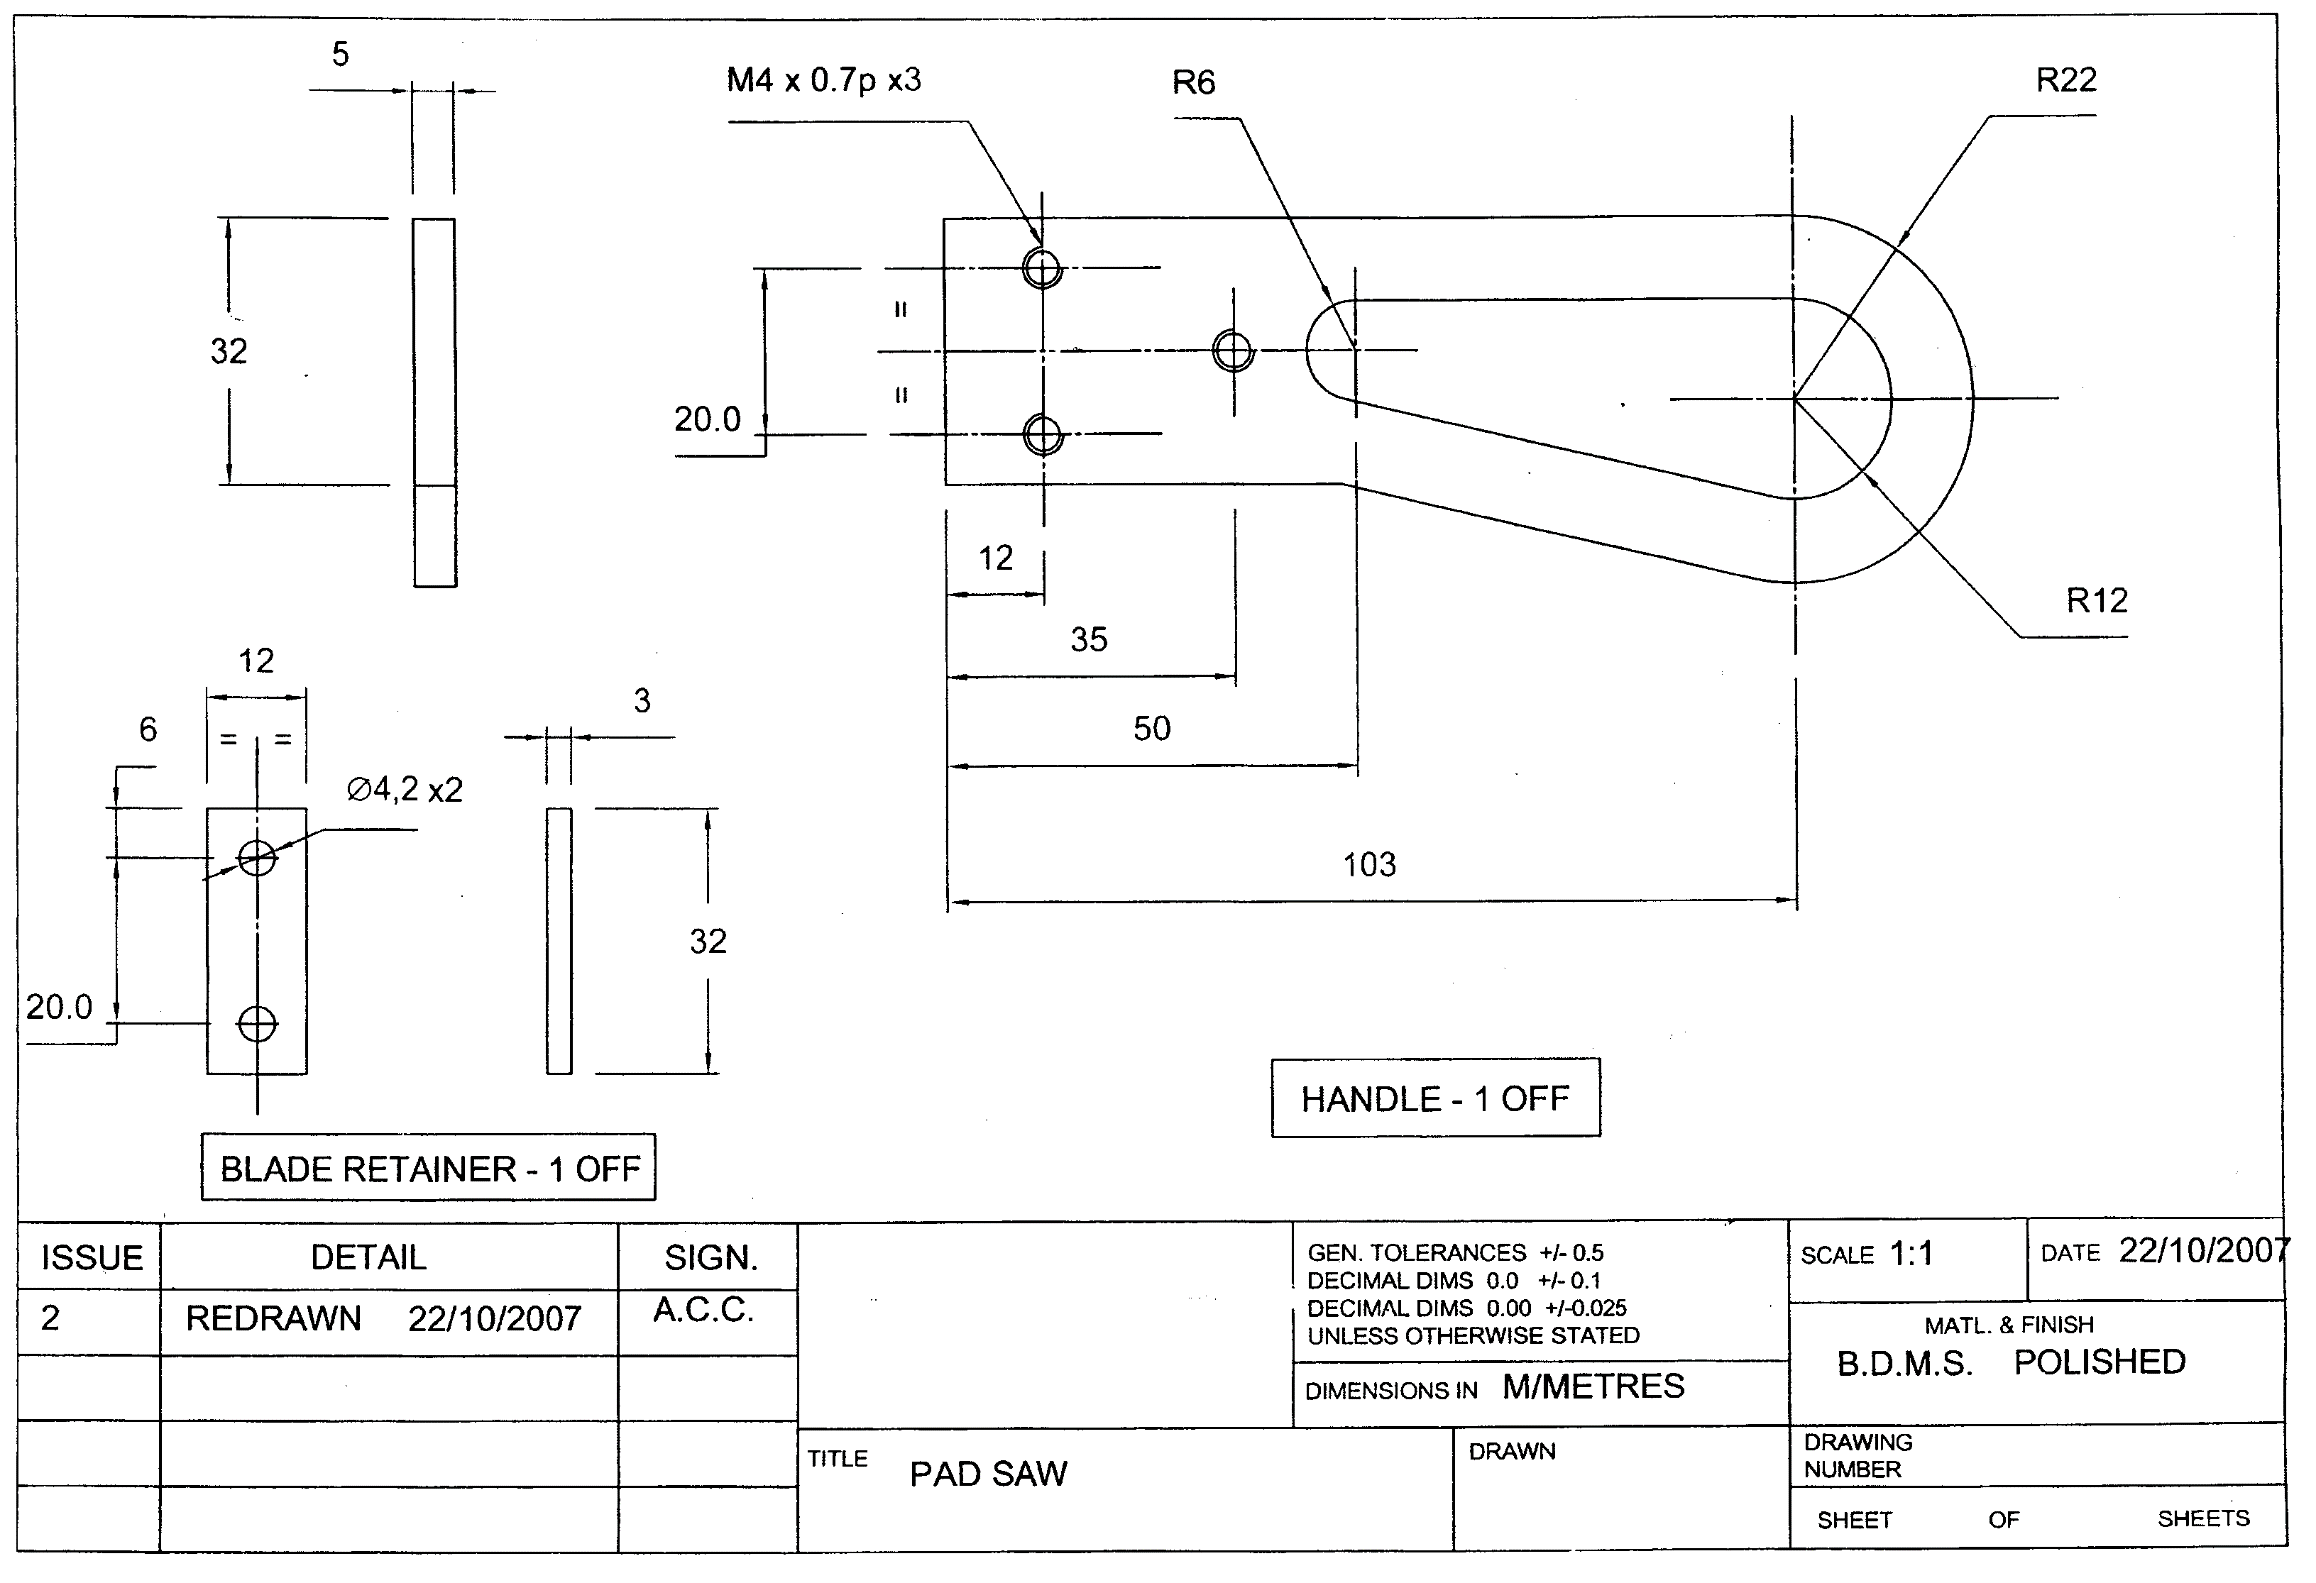 5
M4 x 0.7p x3
R6
R22
32
=
=
20.0
12
35
50
103
R12
12
6
= =
Ø4,2 x2
3
20.0
32
HANDLE - 1 OFF
BLADE RETAINER - 1 OFF
ISSUE DETAIL SIGN.
2 REDRAWN 22/10/2007 A.C.C.
GEN. TOLERANCES +/- 0.5
DECIMAL DIMS 0.0 +/- 0.1
DECIMAL DIMS 0.00 +/-0.025
UNLESS OTHERWISE STATED
DIMENSIONS IN M/METRES
SCALE 1:1
DATE 22/10/2007
MATL. & FINISH
B.D.M.S. POLISHED
TITLE PAD SAW
DRAWN
DRAWING
NUMBER
SHEET OF SHEETS